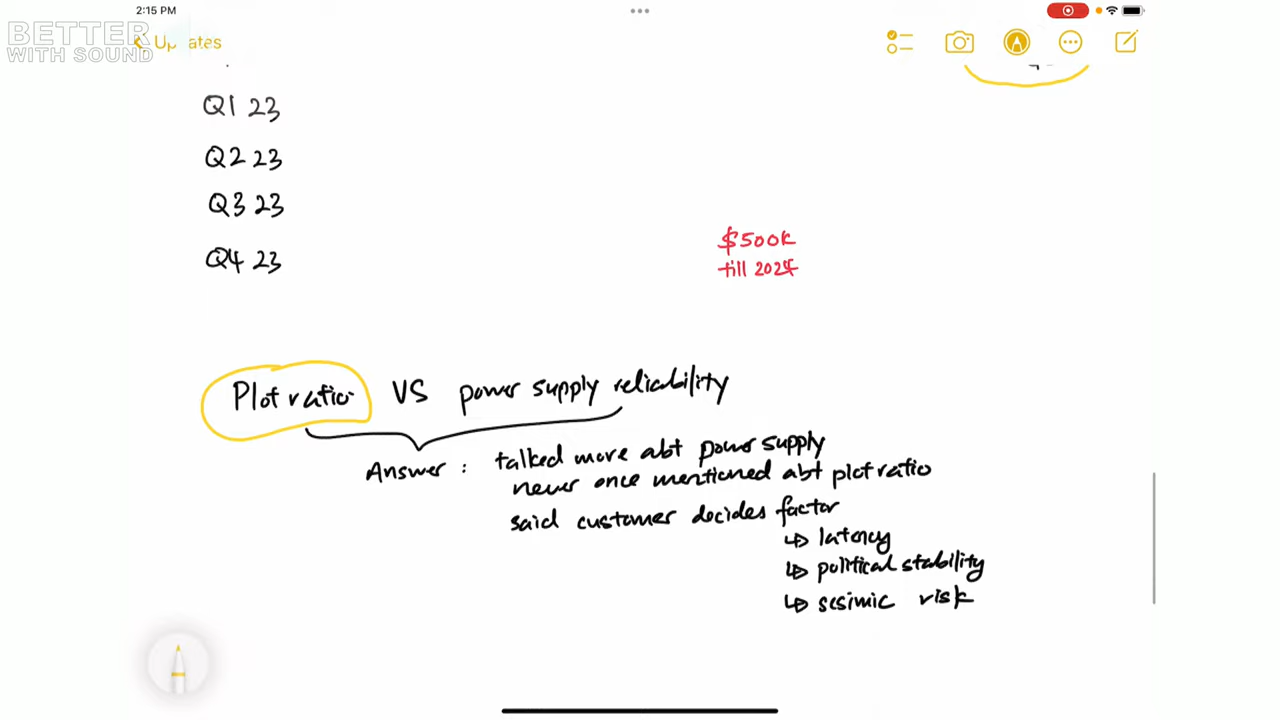 2:15 PM
BETTER
WITH SOUND
Updates
Q1 23
Q2 23
Q3 23
Q4 23
$500k
till 2024
Plot ratio VS power supply reliability
Answer : talked more abt power supply
never once mentioned abt plot ratio
said customer decides factor
↳ latency
↳ political stability
↳ sesimic risk